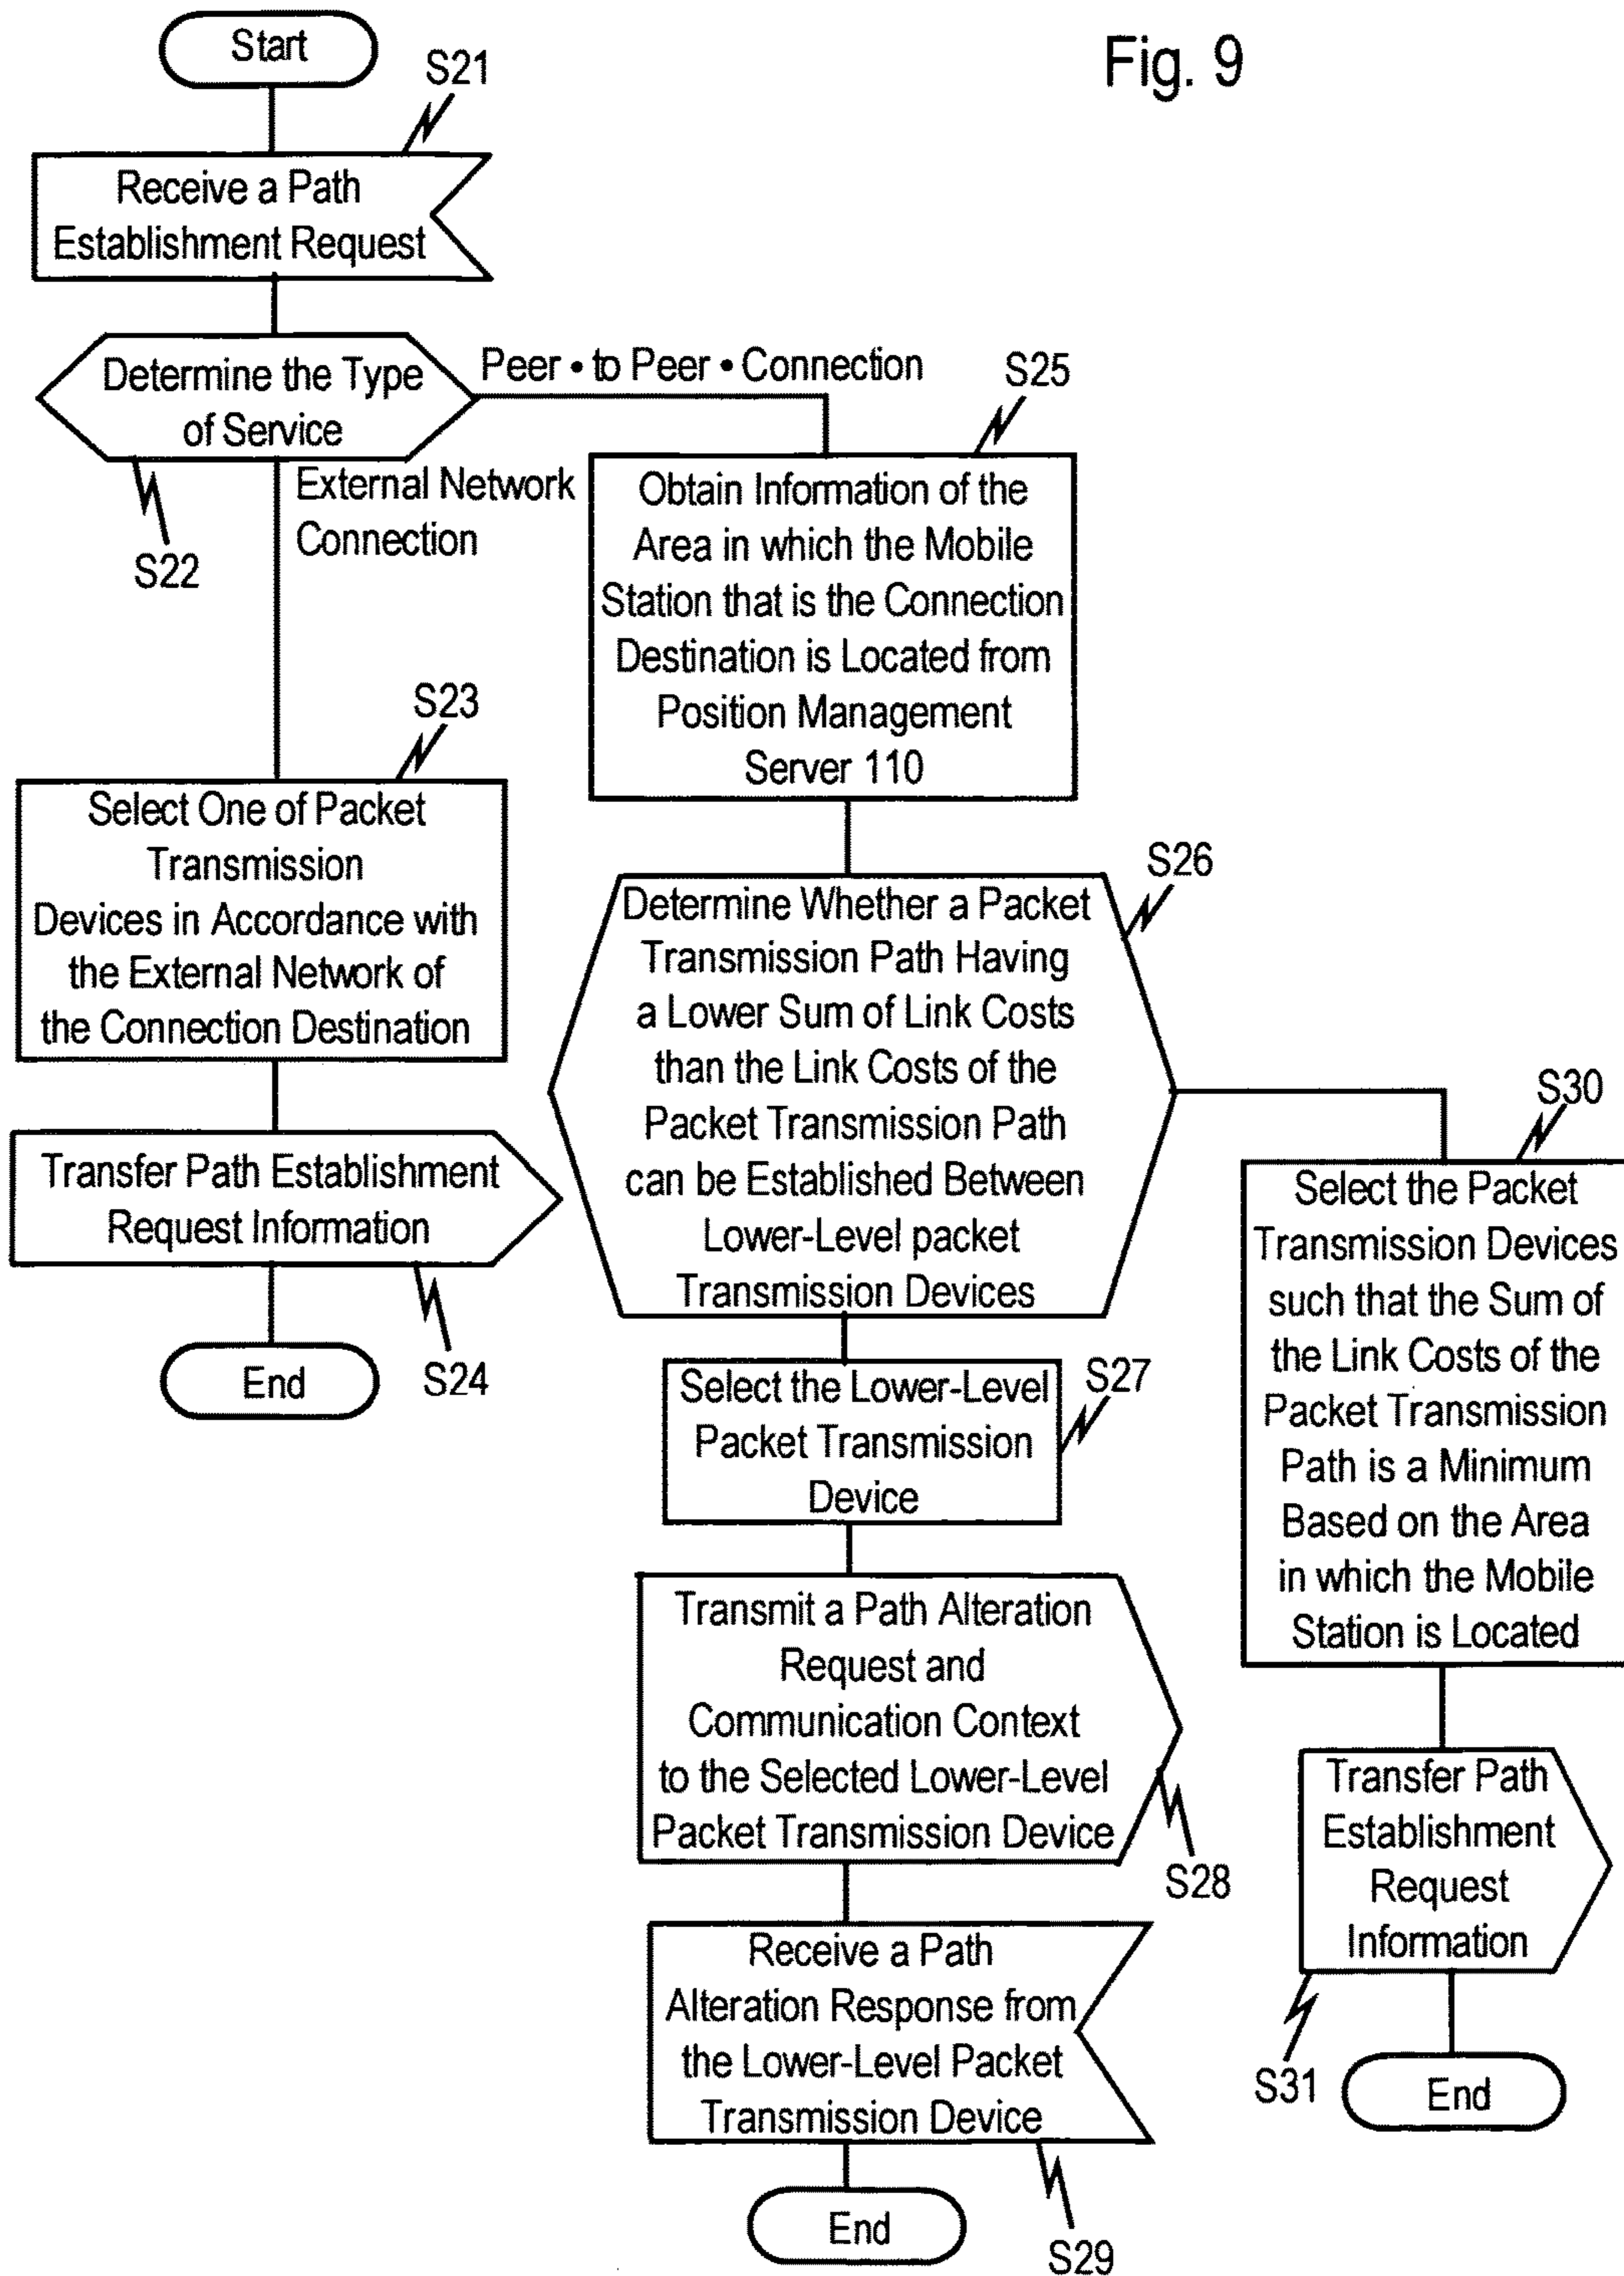 Fig. 9
Start
S21
Receive a Path
Establishment Request
Determine the Type
of Service
S22
Peer • to Peer • Connection
External Network
Connection
S23
Select One of Packet
Transmission
Devices in Accordance with
the External Network of
the Connection Destination
Transfer Path Establishment
Request Information
S24
End
S25
Obtain Information of the
Area in which the Mobile
Station that is the Connection
Destination is Located from
Position Management
Server 110
S26
Determine Whether a Packet
Transmission Path Having
a Lower Sum of Link Costs
than the Link Costs of the
Packet Transmission Path
can be Established Between
Lower-Level packet
Transmission Devices
S27
Select the Lower-Level
Packet Transmission
Device
Transmit a Path Alteration
Request and
Communication Context
to the Selected Lower-Level
Packet Transmission Device
S28
Receive a Path
Alteration Response from
the Lower-Level Packet
Transmission Device
S29
End
S30
Select the Packet
Transmission Devices
such that the Sum of
the Link Costs of the
Packet Transmission
Path is a Minimum
Based on the Area
in which the Mobile
Station is Located
Transfer Path
Establishment
Request
Information
S31
End